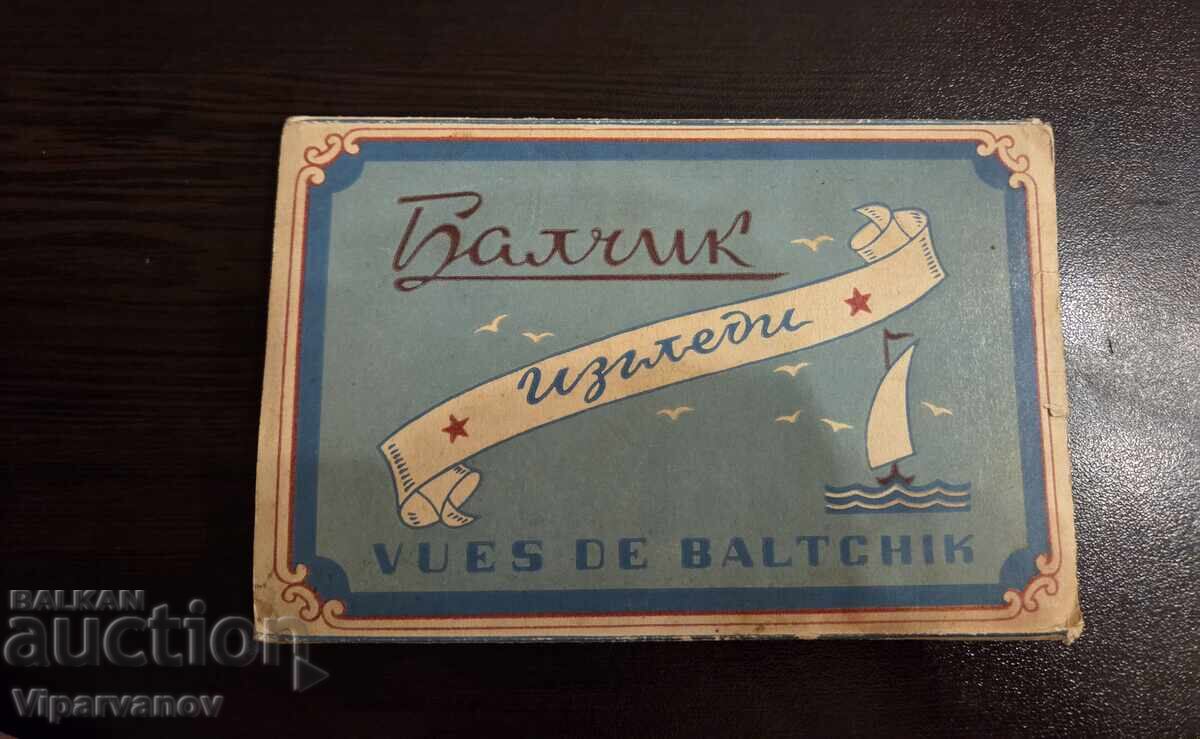 Балчик
изгледи
VUES DE BALTCHIK
BALKAN
auction
Viparvanov